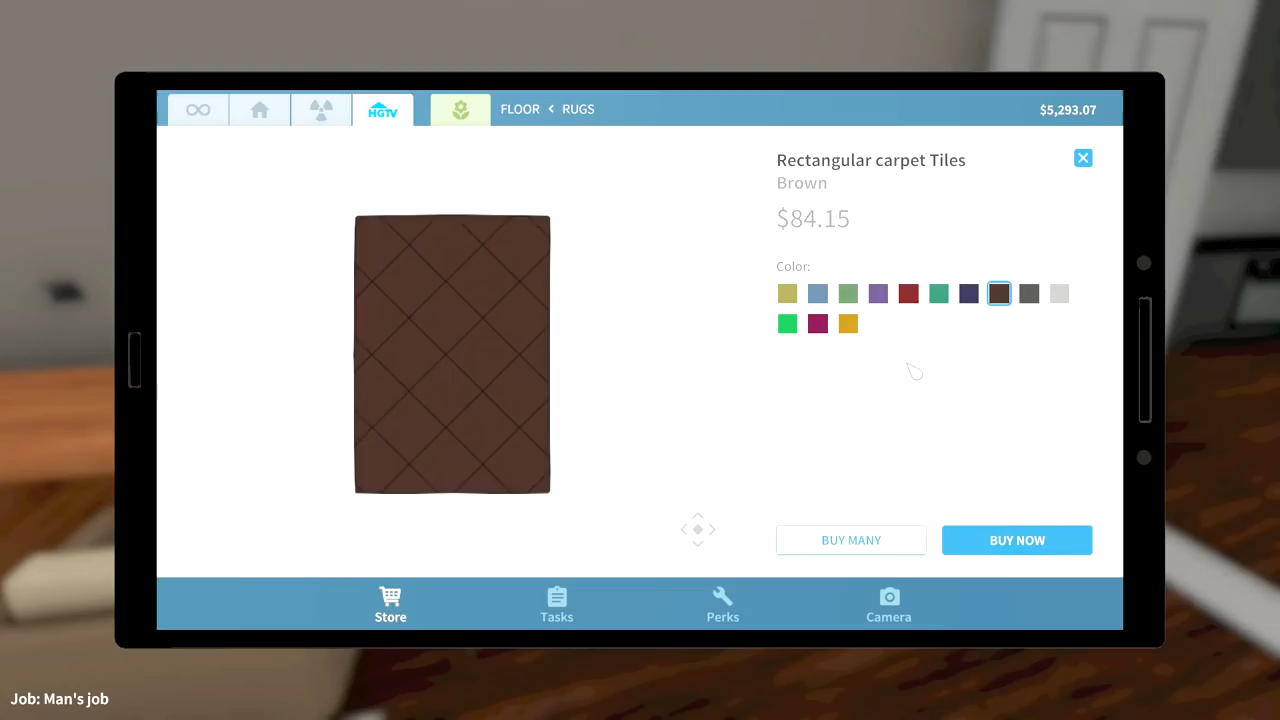 HGTV
FLOOR < RUGS
$5,293.07
Rectangular carpet Tiles
Brown
$84.15
Color:
BUY MANY
BUY NOW
Store
Tasks
Perks
Camera
Job: Man's job